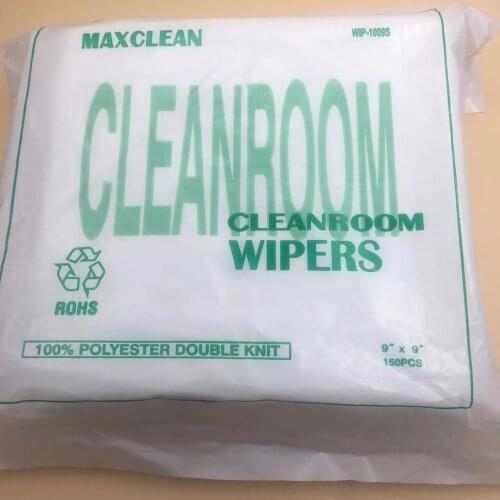 MAXCLEAN
WIP-1009S
CLEANROOM
CLEANROOM
WIPERS
ROHS
100% POLYESTER DOUBLE KNIT
9" x 9"
150PCS